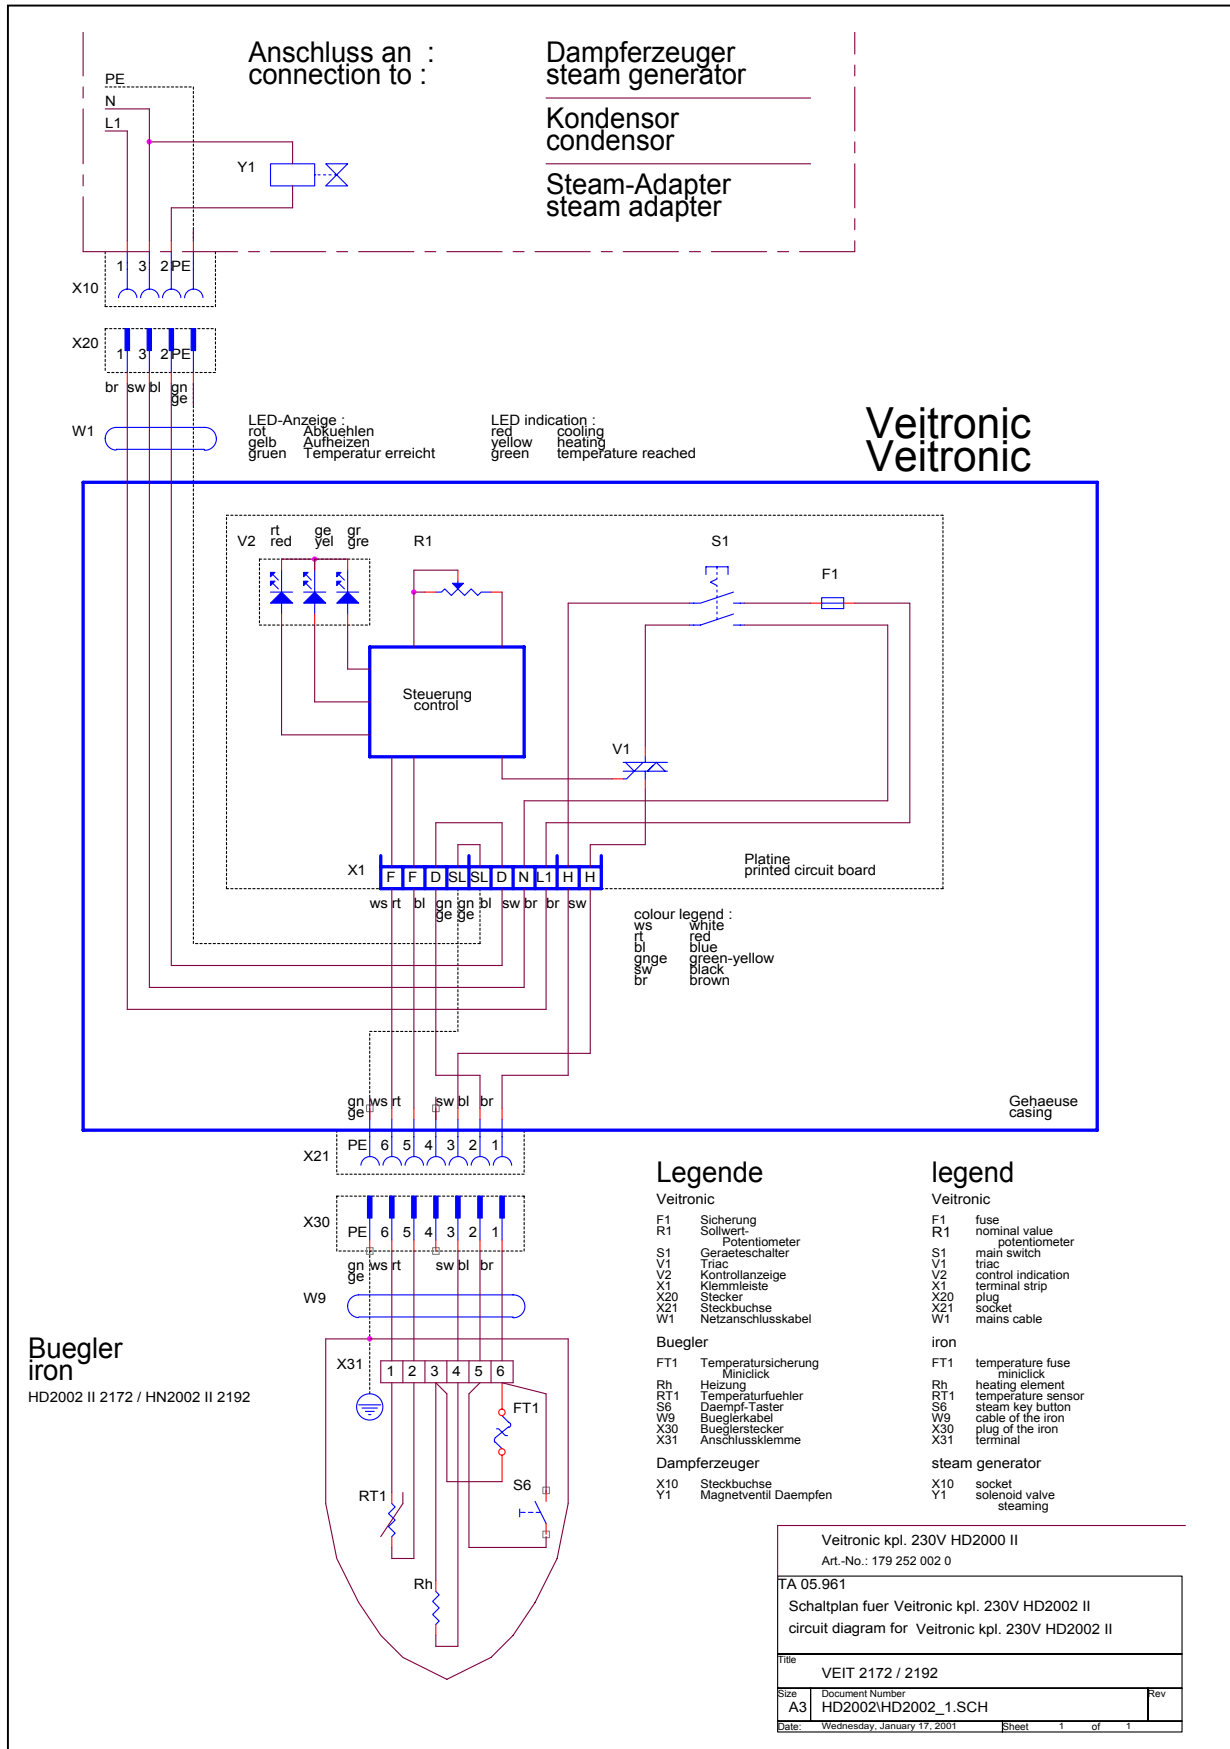 Anschluss an :
connection to :
Dampferzeuger
steam generator
Kondensor
condensor
Steam-Adapter
steam adapter
PE
N
L1
Y1
1 3 2 PE
X10
X20
1 3 2 PE
br sw bl gn
ge
W1
LED-Anzeige :
rot Abkuehlen
gelb Aufheizen
gruen Temperatur erreicht
LED indication :
red cooling
yellow heating
green temperature reached
Veitronic
Veitronic
V2
rt ge gr
red yel gre
R1
S1
F1
Steuerung
control
V1
X1
F F D SL SL D N L1 H H
Platine
printed circuit board
ws rt bl gn gn bl sw br br sw
ge ge
colour legend :
ws white
rt red
bl blue
gnge green-yellow
sw black
br brown
gn ws rt sw bl br
ge
Gehaeuse
casing
X21
PE 6 5 4 3 2 1
X30
PE 6 5 4 3 2 1
gn ws rt sw bl br
ge
W9
Buegler
iron
HD2002 II 2172 / HN2002 II 2192
X31
1 2 3 4 5 6
FT1
S6
RT1
Rh
Legende
Veitronic
F1 Sicherung
R1 Sollwert-
Potentiometer
S1 Geraeteschalter
V1 Triac
V2 Kontrollanzeige
X1 Klemmleiste
X20 Stecker
X21 Steckbuchse
W1 Netzanschlusskabel
Buegler
FT1 Temperatursicherung
Miniclick
Rh Heizung
RT1 Temperaturfuehler
S6 Daempf-Taster
W9 Bueglerkabel
X30 Bueglerstecker
X31 Anschlussklemme
Dampferzeuger
X10 Steckbuchse
Y1 Magnetventil Daempfen
legend
Veitronic
F1 fuse
R1 nominal value
potentiometer
S1 main switch
V1 triac
V2 control indication
X1 terminal strip
X20 plug
X21 socket
W1 mains cable
iron
FT1 temperature fuse
miniclick
Rh heating element
RT1 temperature sensor
S6 steam key button
W9 cable of the iron
X30 plug of the iron
X31 terminal
steam generator
X10 socket
Y1 solenoid valve
steaming
Veitronic kpl. 230V HD2000 II
Art.-No.: 179 252 002 0
TA 05.961
Schaltplan fuer Veitronic kpl. 230V HD2002 II
circuit diagram for Veitronic kpl. 230V HD2002 II
Title
VEIT 2172 / 2192
Size Document Number Rev
A3 HD2002\HD2002_1.SCH
Date: Wednesday, January 17, 2001 Sheet 1 of 1